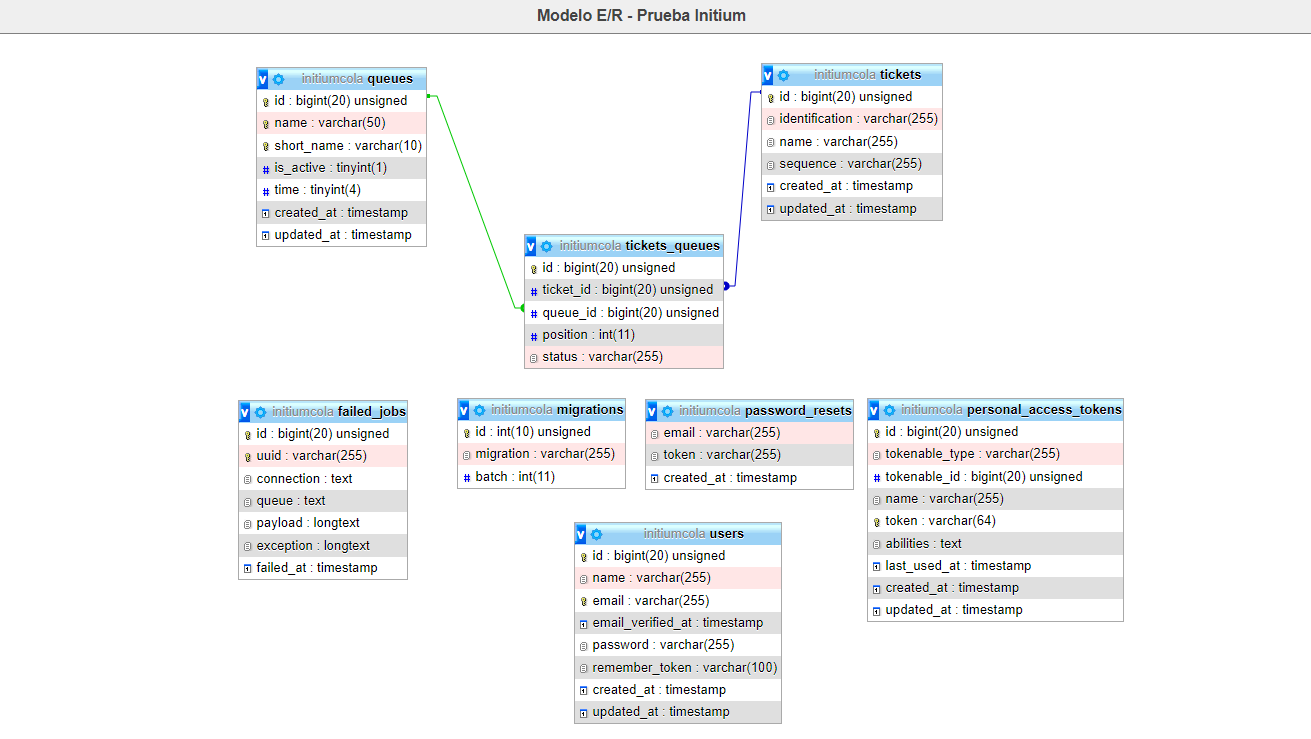 Modelo E/R - Prueba Initium
v initiumcola queues
id : bigint(20) unsigned
name : varchar(50)
short_name : varchar(10)
# is_active : tinyint(1)
# time : tinyint(4)
created_at : timestamp
updated_at : timestamp
v initiumcola tickets
id : bigint(20) unsigned
identification : varchar(255)
name : varchar(255)
sequence : varchar(255)
created_at : timestamp
updated_at : timestamp
v initiumcola tickets_queues
id : bigint(20) unsigned
# ticket_id : bigint(20) unsigned
# queue_id : bigint(20) unsigned
# position : int(11)
status : varchar(255)
v initiumcola failed_jobs
id : bigint(20) unsigned
uuid : varchar(255)
connection : text
queue : text
payload : longtext
exception : longtext
failed_at : timestamp
v initiumcola migrations
id : int(10) unsigned
migration : varchar(255)
# batch : int(11)
v initiumcola password_resets
email : varchar(255)
token : varchar(255)
created_at : timestamp
v initiumcola personal_access_tokens
id : bigint(20) unsigned
tokenable_type : varchar(255)
# tokenable_id : bigint(20) unsigned
name : varchar(255)
token : varchar(64)
abilities : text
last_used_at : timestamp
created_at : timestamp
updated_at : timestamp
v initiumcola users
id : bigint(20) unsigned
name : varchar(255)
email : varchar(255)
email_verified_at : timestamp
password : varchar(255)
remember_token : varchar(100)
created_at : timestamp
updated_at : timestamp